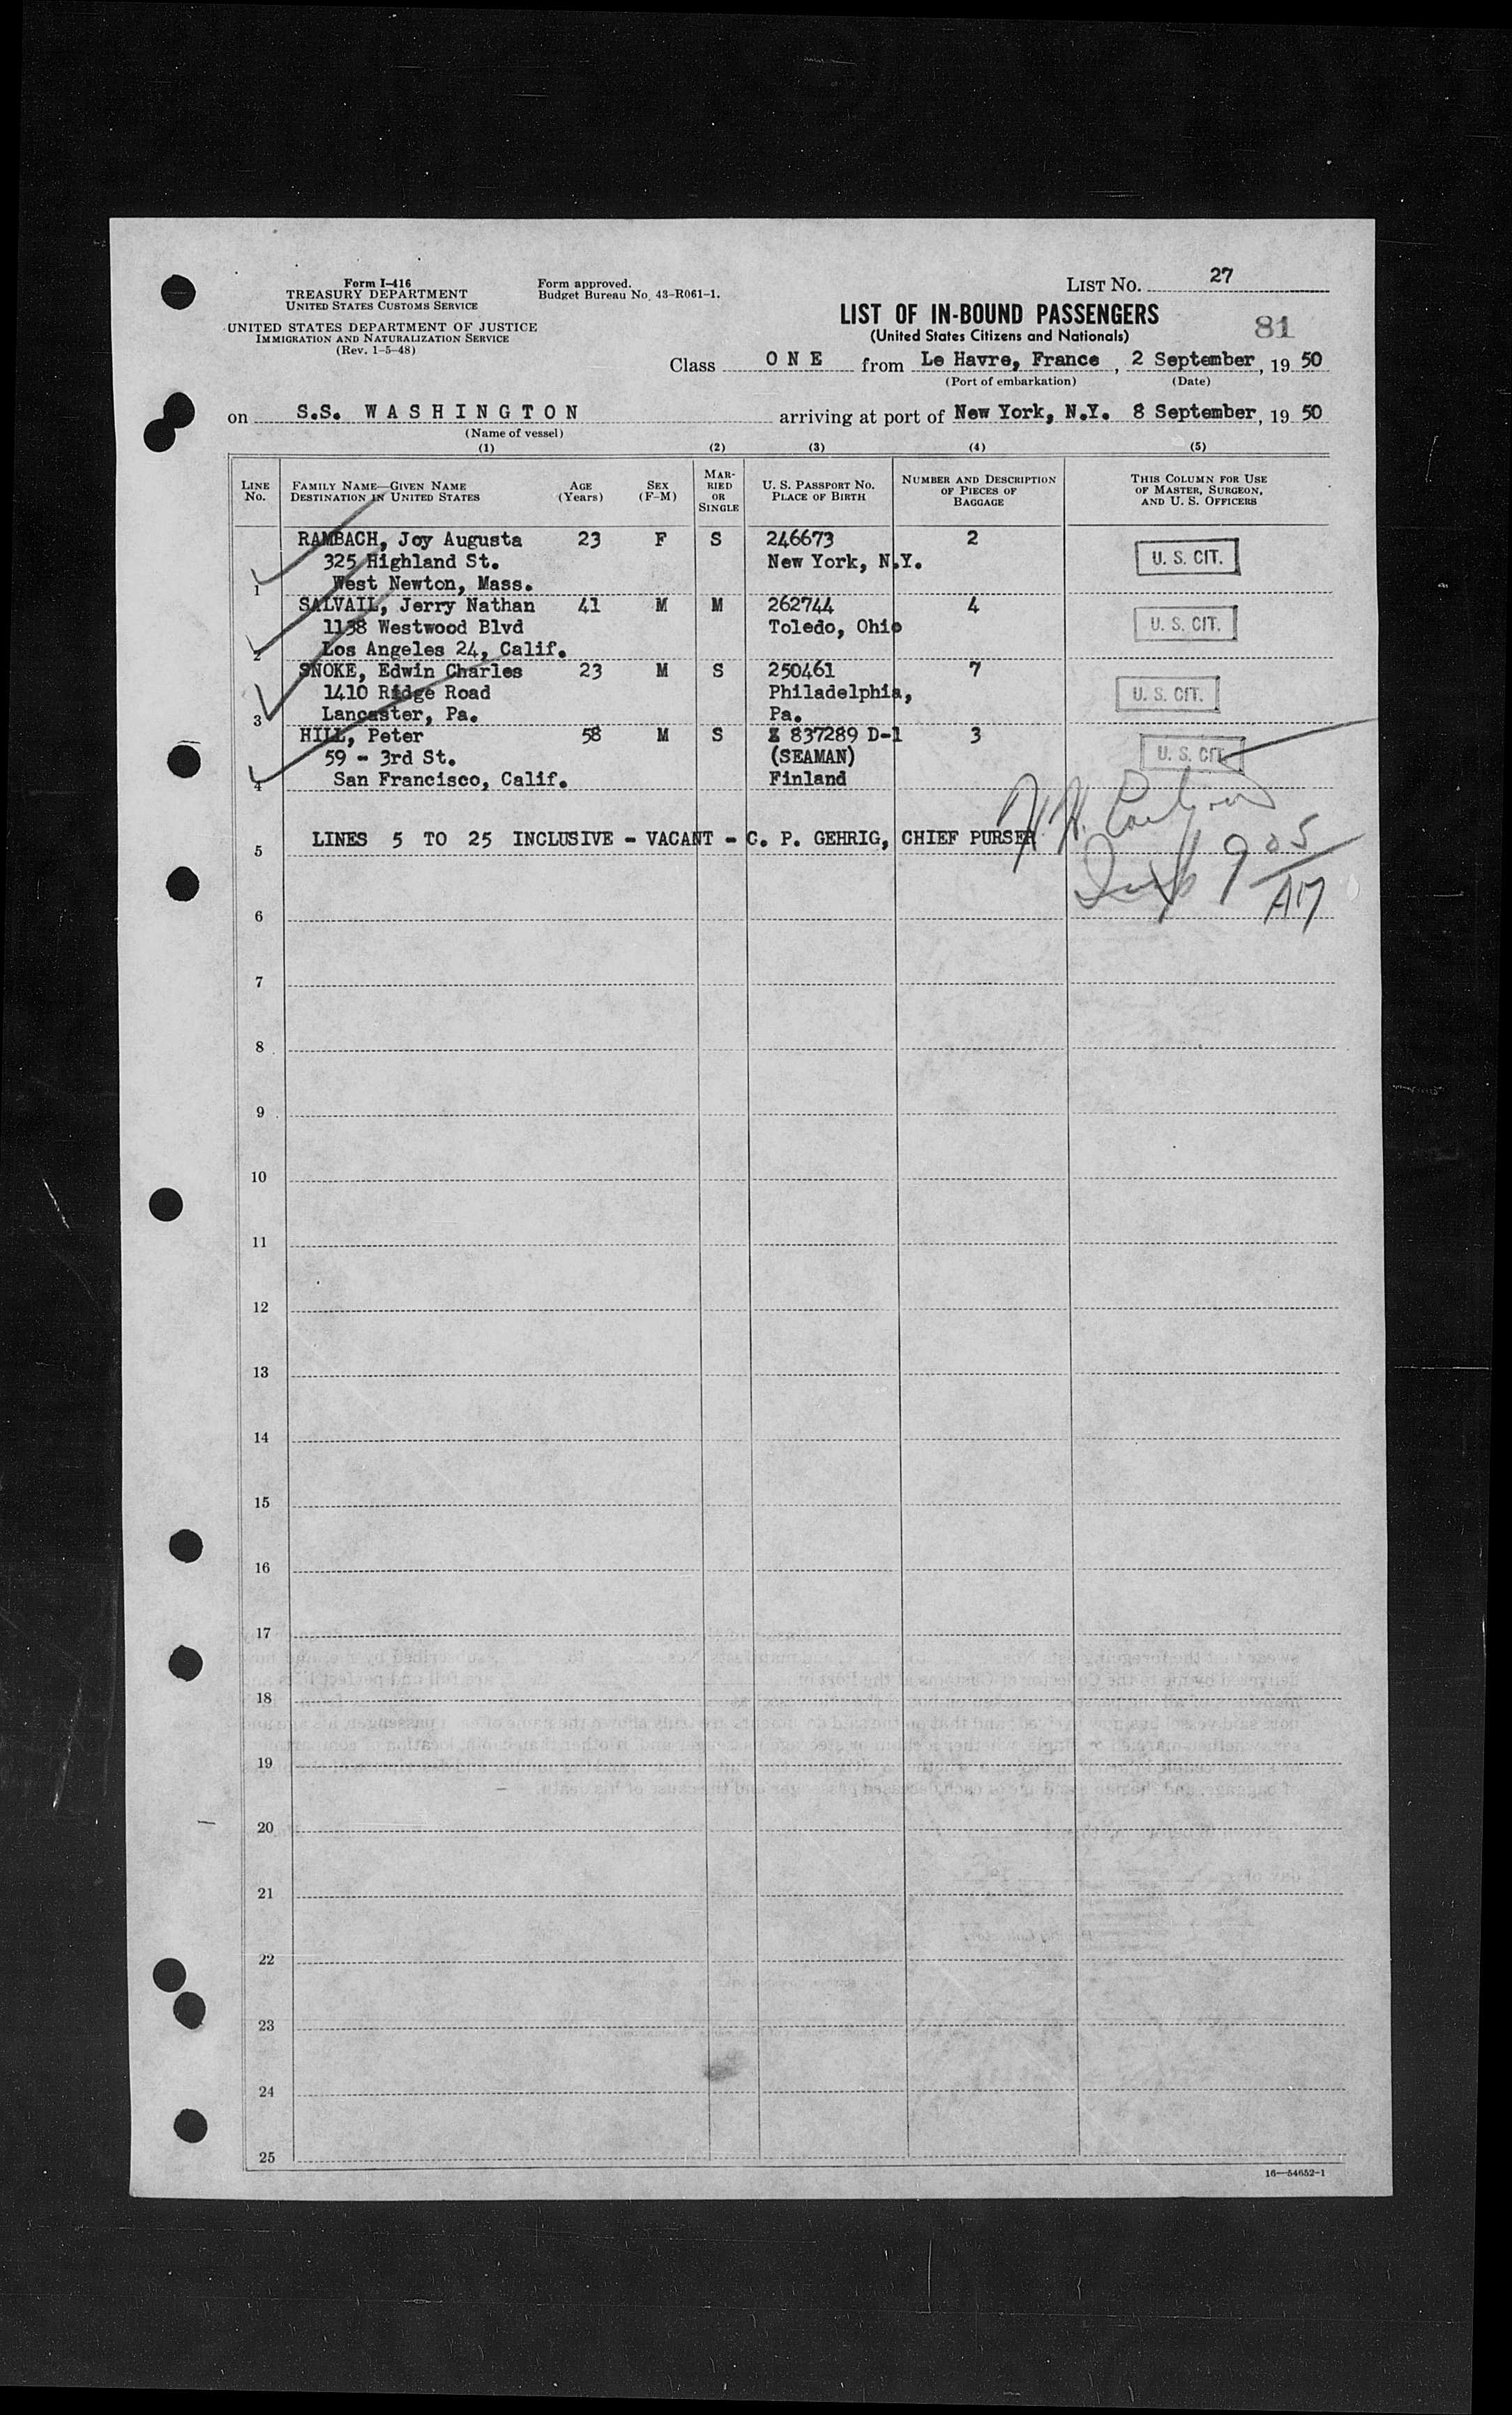 Form I-416
TREASURY DEPARTMENT
UNITED STATES CUSTOMS SERVICE
UNITED STATES DEPARTMENT OF JUSTICE
IMMIGRATION AND NATURALIZATION SERVICE
(Rev. 1-5-48)
Form approved.
Budget Bureau No. 43-R061-1.
LIST NO. 27
LIST OF IN-BOUND PASSENGERS
(United States Citizens and Nationals)
81
Class O N E from Le Havre, France, 2 September, 19 50
(Port of embarkation) (Date)
on S.S. W A S H I N G T O N arriving at port of New York, N.Y. 8 September, 19 50
(Name of vessel)
(1) (2) (3) (4) (5)
LINE No. FAMILY NAME—GIVEN NAME DESTINATION IN UNITED STATES AGE (Years) SEX (F-M) MARRIED OR SINGLE U. S. PASSPORT NO. PLACE OF BIRTH NUMBER AND DESCRIPTION OF PIECES OF BAGGAGE THIS COLUMN FOR USE OF MASTER, SURGEON, AND U. S. OFFICERS
RAMBACH, Joy Augusta 23 F S 246673 2
325 Highland St. New York, N.Y. U. S. CIT.
1 West Newton, Mass.
SALVAIL, Jerry Nathan 41 M M 262744 4
1138 Westwood Blvd Toledo, Ohio U. S. CIT.
2 Los Angeles 24, Calif.
SNOKE, Edwin Charles 23 M S 250461 7
1410 Ridge Road Philadelphia, U. S. CIT.
3 Lancaster, Pa. Pa.
HILL, Peter 58 M S Z 837289 D-1 3
59 - 3rd St. (SEAMAN) U. S. CIT.
4 San Francisco, Calif. Finland
5 LINES 5 TO 25 INCLUSIVE - VACANT - C. P. GEHRIG, CHIEF PURSER
905
6
7
8
9
10
11
12
13
14
15
16
17
18
19
20
21
22
23
24
25
16—54652-1